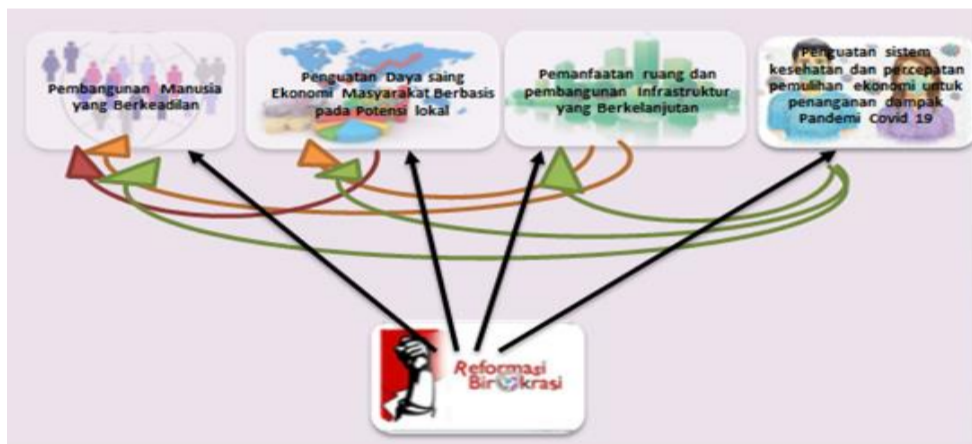 Pembangunan Manusia
yang Berkeadilan
Penguatan Daya saing
Ekonomi Masyarakat Berbasis
pada Potensi lokal
Pemanfaatan ruang dan
pembangunan Infrastruktur
yang Berkelanjutan
Penguatan sistem
kesehatan dan percepatan
pemulihan ekonomi untuk
penanganan dampak
Pandemi Covid 19
Reformasi
Birokrasi